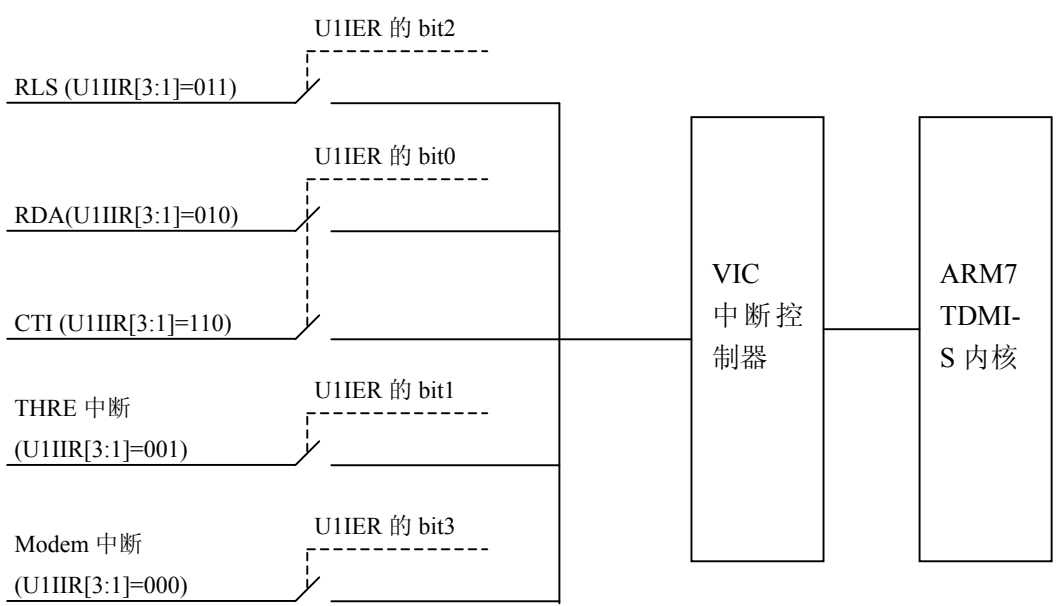 U1IER 的 bit2
RLS (U1IIR[3:1]=011)
U1IER 的 bit0
RDA(U1IIR[3:1]=010)
CTI (U1IIR[3:1]=110)
U1IER 的 bit1
THRE 中断
(U1IIR[3:1]=001)
U1IER 的 bit3
Modem 中断
(U1IIR[3:1]=000)
VIC
中断控
制器
ARM7
TDMI-
S 内核